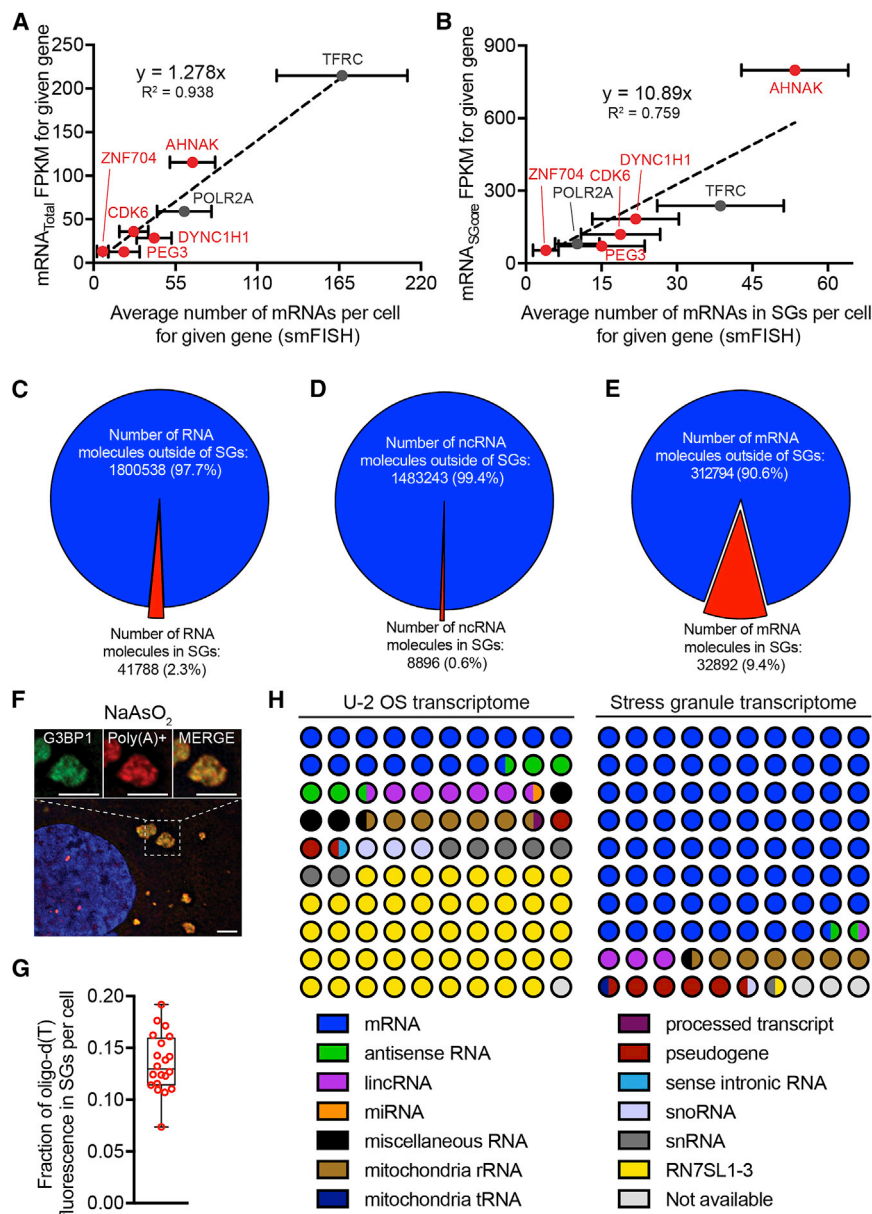 A
mRNATotal FPKM for given gene
250
200
150
100
50
0
y = 1.278x
R² = 0.938
TFRC
AHNAK
ZNF704
POLR2A
CDK6
DYNC1H1
PEG3
0 55 110 165 220
Average number of mRNAs per cell
for given gene (smFISH)
B
mRNASGcore FPKM for given gene
900
600
300
0
y = 10.89x
R² = 0.759
AHNAK
DYNC1H1
ZNF704
CDK6
POLR2A
TFRC
PEG3
0 15 30 45 60
Average number of mRNAs in SGs per cell
for given gene (smFISH)
C
Number of RNA
molecules outside of SGs:
1800538 (97.7%)
Number of RNA
molecules in SGs:
41788 (2.3%)
D
Number of ncRNA
molecules outside of SGs:
1483243 (99.4%)
Number of ncRNA
molecules in SGs:
8896 (0.6%)
E
Number of mRNA
molecules outside of SGs:
312794 (90.6%)
Number of mRNA
molecules in SGs:
32892 (9.4%)
F
NaAsO₂
G3BP1 Poly(A)+ MERGE
G
Fraction of oligo-d(T)
fluorescence in SGs per cell
0.20
0.15
0.10
0.05
0.00
H
U-2 OS transcriptome
Stress granule transcriptome
mRNA
antisense RNA
lincRNA
miRNA
miscellaneous RNA
mitochondria rRNA
mitochondria tRNA
processed transcript
pseudogene
sense intronic RNA
snoRNA
snRNA
RN7SL1-3
Not available